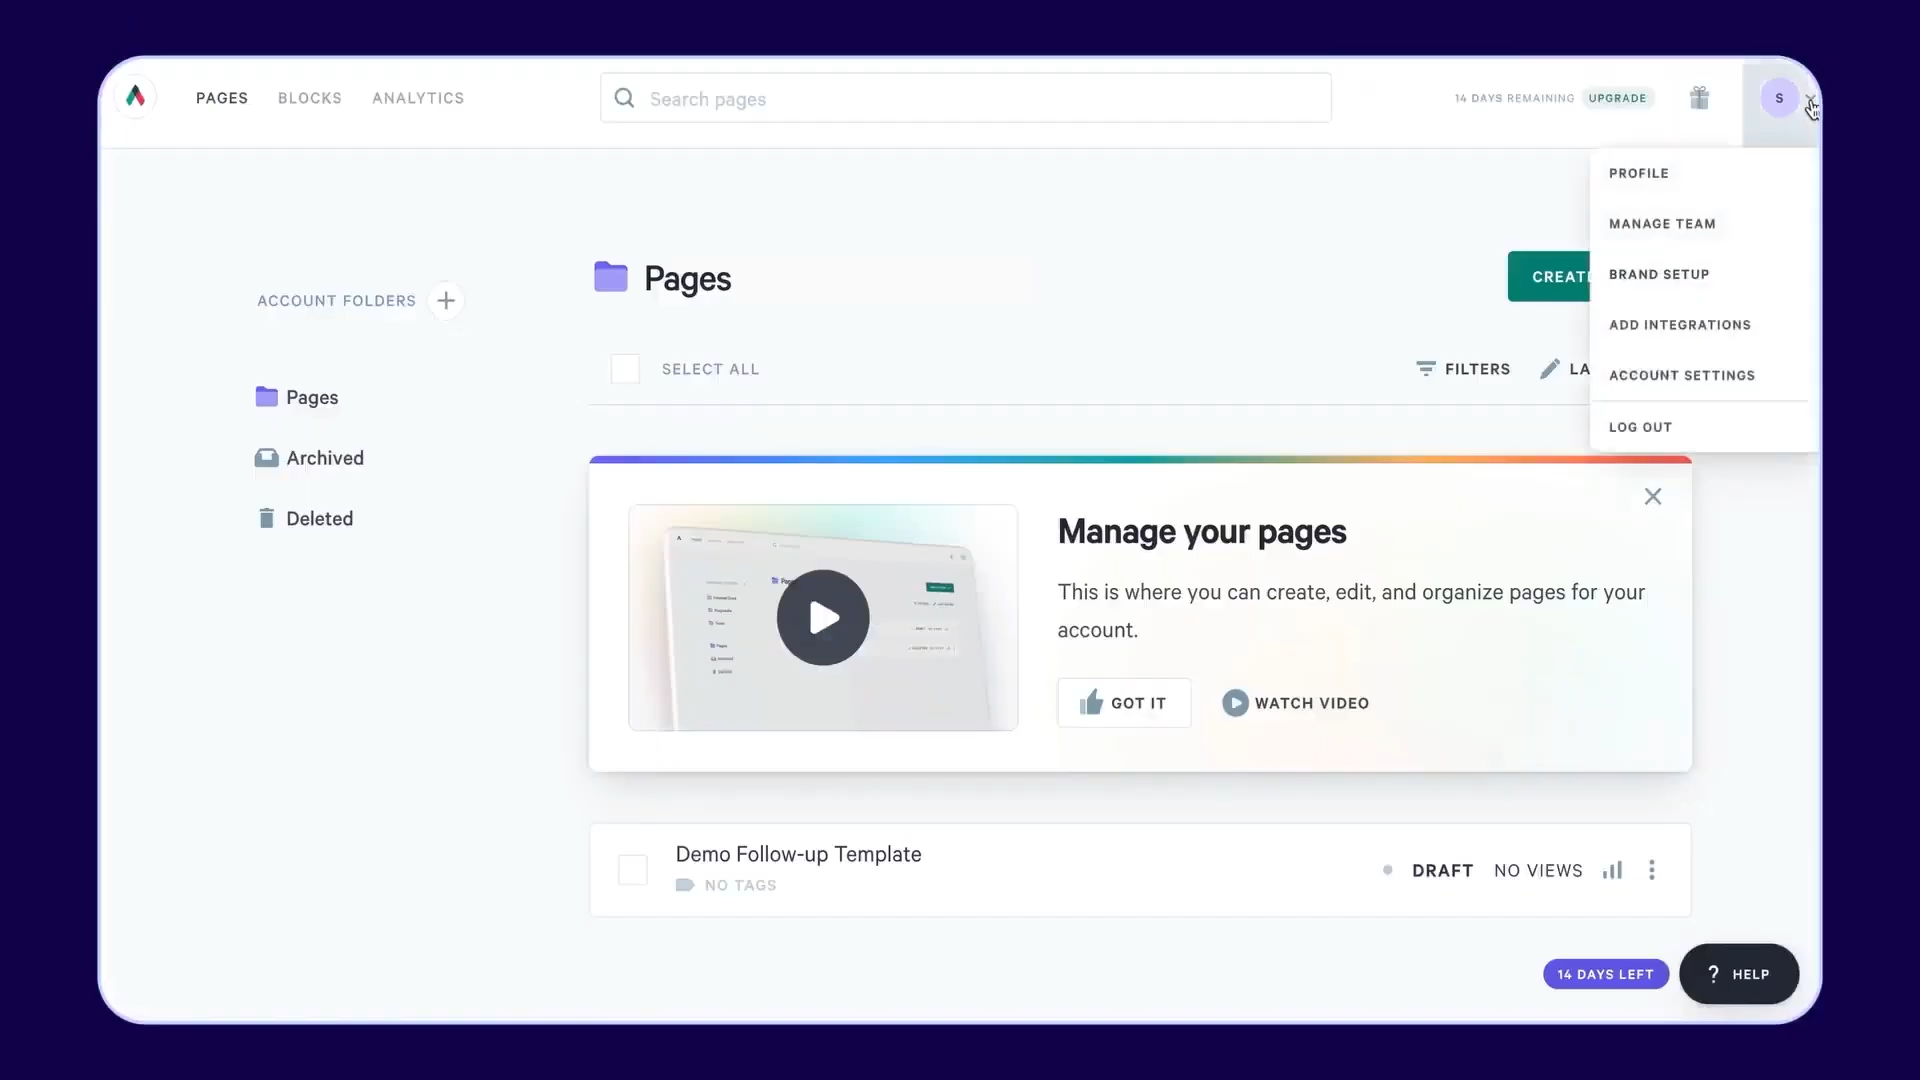 PAGES
BLOCKS
ANALYTICS
Search pages
14 DAYS REMAINING
UPGRADE
S
PROFILE
MANAGE TEAM
BRAND SETUP
ADD INTEGRATIONS
ACCOUNT SETTINGS
LOG OUT
ACCOUNT FOLDERS
Pages
Archived
Deleted
Pages
CREATE
SELECT ALL
FILTERS
LA
Manage your pages
This is where you can create, edit, and organize pages for your
account.
GOT IT
WATCH VIDEO
Demo Follow-up Template
NO TAGS
DRAFT
NO VIEWS
14 DAYS LEFT
? HELP